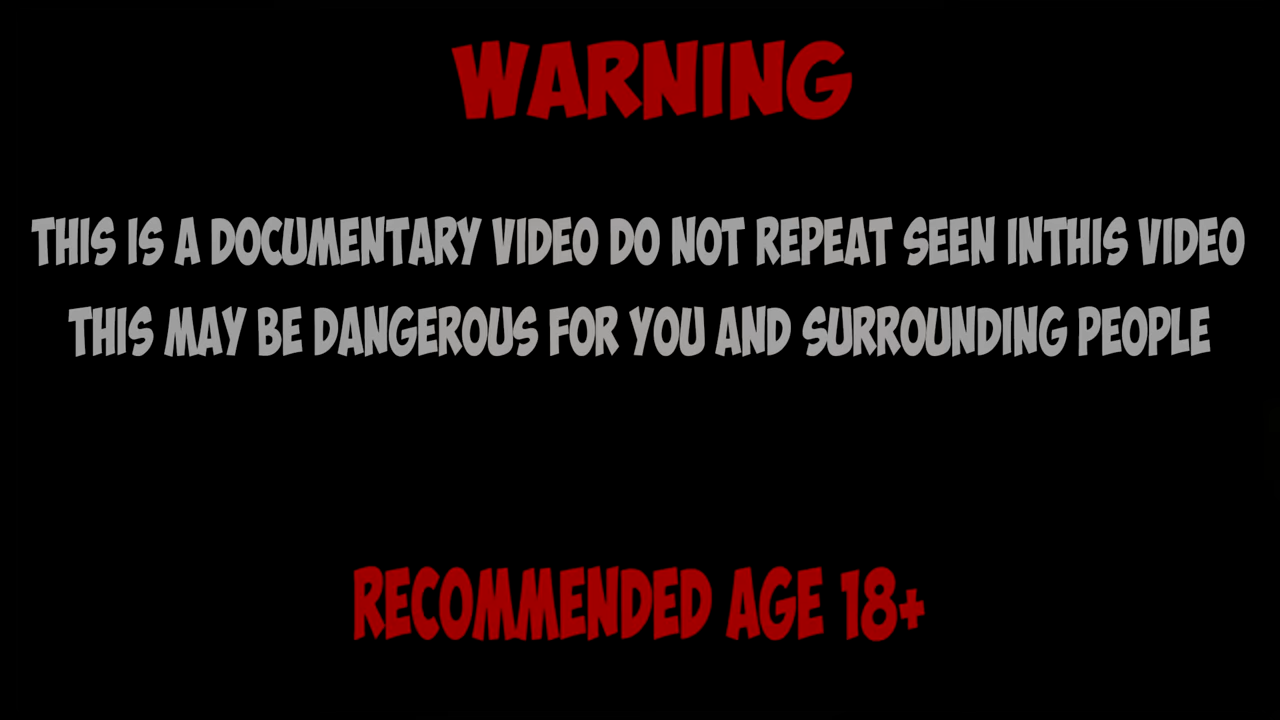 WARNING
THIS IS A DOCUMENTARY VIDEO DO NOT REPEAT SEEN INTHIS VIDEO
THIS MAY BE DANGEROUS FOR YOU AND SURROUNDING PEOPLE
RECOMMENDED AGE 18+